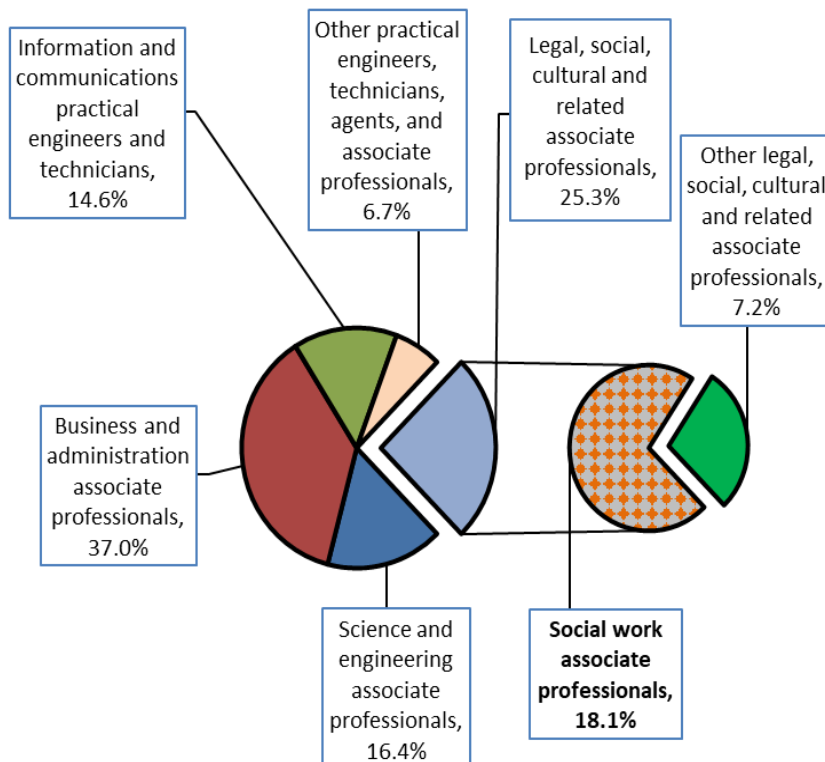 Information and
communications
practical
engineers and
technicians,
14.6%
Other practical
engineers,
technicians,
agents, and
associate
professionals,
6.7%
Legal, social,
cultural and
related
associate
professionals,
25.3%
Other legal,
social, cultural
and related
associate
professionals,
7.2%
Business and
administration
associate
professionals,
37.0%
Science and
engineering
associate
professionals,
16.4%
Social work
associate
professionals,
18.1%